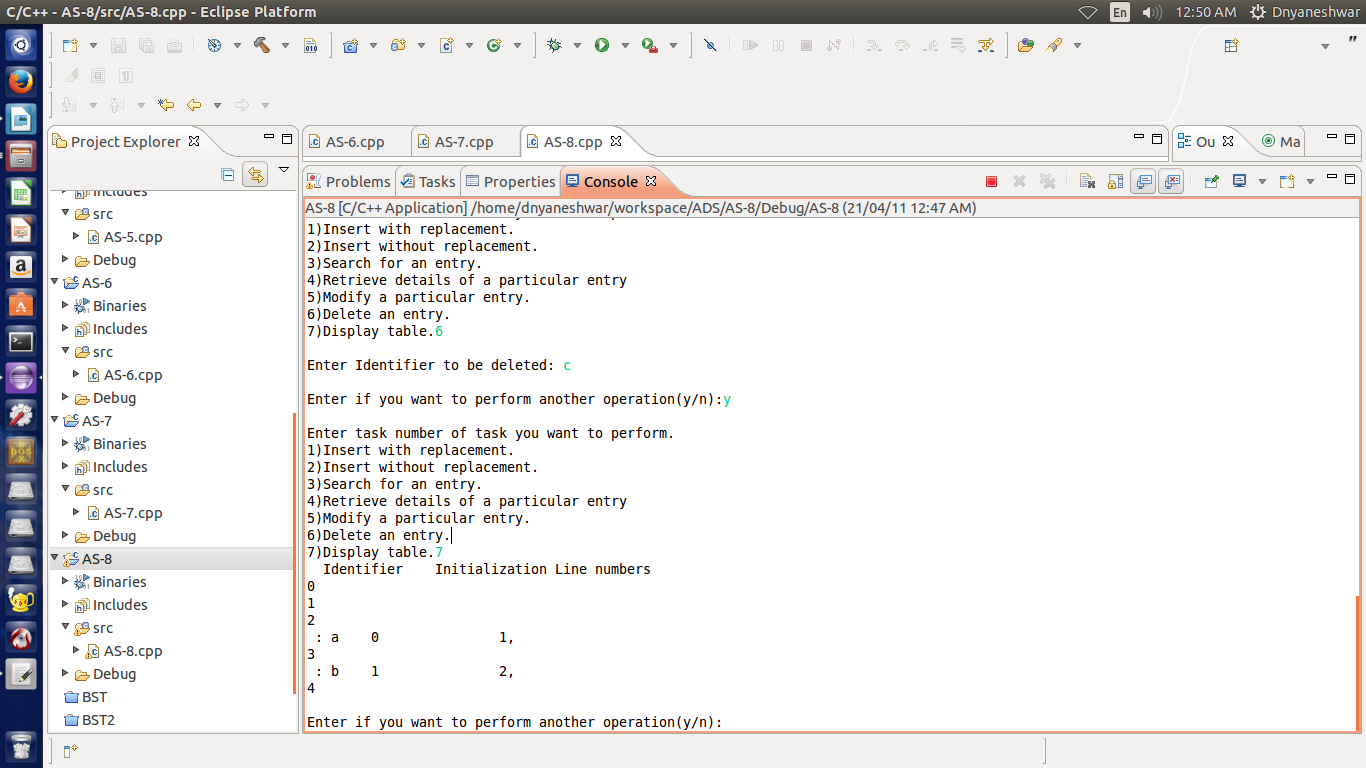 C/C++ - AS-8/src/AS-8.cpp - Eclipse Platform
En
12:50 AM
Dnyaneshwar
Project Explorer
Includes
src
AS-5.cpp
Debug
AS-6
Binaries
Includes
src
AS-6.cpp
Debug
AS-7
Binaries
Includes
src
AS-7.cpp
Debug
AS-8
Binaries
Includes
src
AS-8.cpp
Debug
BST
BST2
AS-6.cpp
AS-7.cpp
AS-8.cpp
Ou
Ma
Problems
Tasks
Properties
Console
AS-8 [C/C++ Application] /home/dnyaneshwar/workspace/ADS/AS-8/Debug/AS-8 (21/04/11 12:47 AM)
1)Insert with replacement.
2)Insert without replacement.
3)Search for an entry.
4)Retrieve details of a particular entry
5)Modify a particular entry.
6)Delete an entry.
7)Display table.6
Enter Identifier to be deleted: c
Enter if you want to perform another operation(y/n):y
Enter task number of task you want to perform.
1)Insert with replacement.
2)Insert without replacement.
3)Search for an entry.
4)Retrieve details of a particular entry
5)Modify a particular entry.
6)Delete an entry.
7)Display table.7
Identifier Initialization Line numbers
0
1
2
: a 0 1,
3
: b 1 2,
4
Enter if you want to perform another operation(y/n):